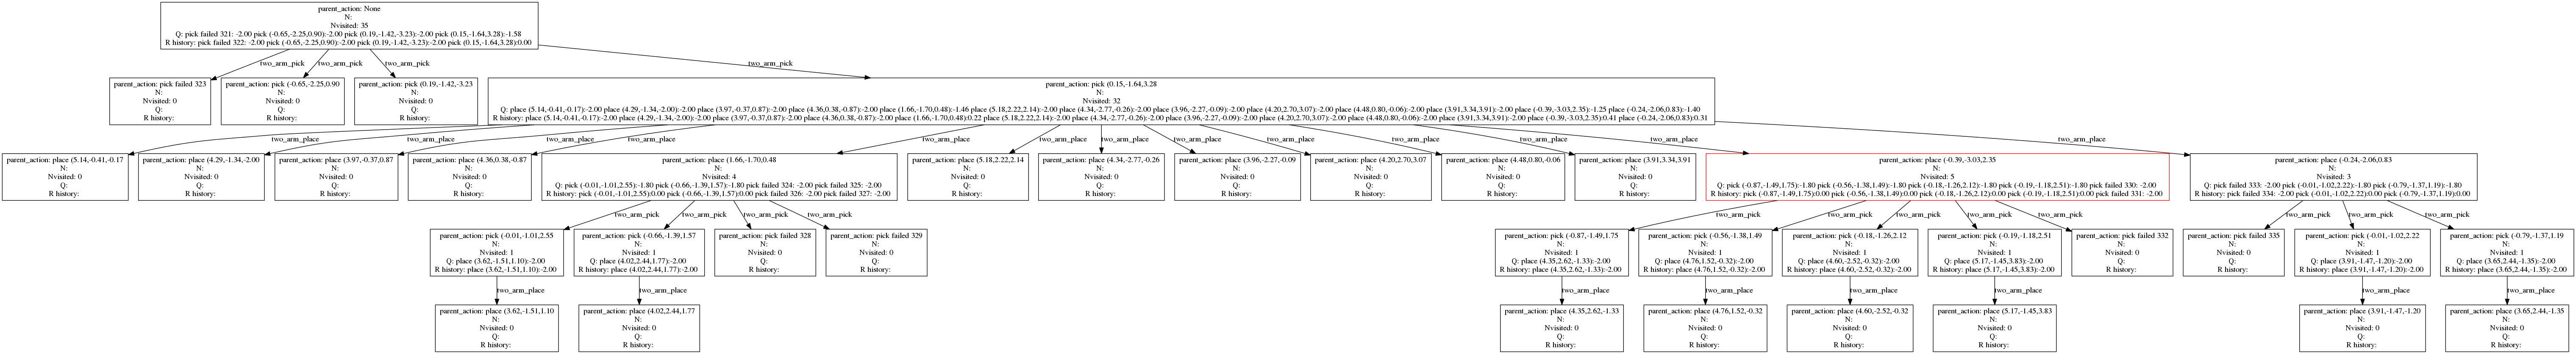 parent_action: None
N:
Nvisited: 35
Q: pick failed 321: -2.00 pick (-0.65,-2.25,0.90):-2.00 pick (0.19,-1.42,-3.23):-2.00 pick (0.15,-1.64,3.28):-1.58
R history: pick failed 322: -2.00 pick (-0.65,-2.25,0.90):-2.00 pick (0.19,-1.42,-3.23):-2.00 pick (0.15,-1.64,3.28):0.00
two_arm_pick
two_arm_pick
two_arm_pick
two_arm_pick
parent_action: pick failed 323
N:
Nvisited: 0
Q:
R history:
parent_action: pick (-0.65,-2.25,0.90
N:
Nvisited: 0
Q:
R history:
parent_action: pick (0.19,-1.42,-3.23
N:
Nvisited: 0
Q:
R history:
parent_action: pick (0.15,-1.64,3.28
N:
Nvisited: 32
Q: place (5.14,-0.41,-0.17):-2.00 place (4.29,-1.34,-2.00):-2.00 place (3.97,-0.37,0.87):-2.00 place (4.36,0.38,-0.87):-2.00 place (1.66,-1.70,0.48):-1.46 place (5.18,2.22,2.14):-2.00 place (4.34,-2.77,-0.26):-2.00 place (3.96,-2.27,-0.09):-2.00 place (4.20,2.70,3.07):-2.00 place (4.48,0.80,-0.06):-2.00 place (3.91,3.34,3.91):-2.00 place (-0.39,-3.03,2.35):-1.25 place (-0.24,-2.06,0.83):-1.40
R history: place (5.14,-0.41,-0.17):-2.00 place (4.29,-1.34,-2.00):-2.00 place (3.97,-0.37,0.87):-2.00 place (4.36,0.38,-0.87):-2.00 place (1.66,-1.70,0.48):0.22 place (5.18,2.22,2.14):-2.00 place (4.34,-2.77,-0.26):-2.00 place (3.96,-2.27,-0.09):-2.00 place (4.20,2.70,3.07):-2.00 place (4.48,0.80,-0.06):-2.00 place (3.91,3.34,3.91):-2.00 place (-0.39,-3.03,2.35):0.41 place (-0.24,-2.06,0.83):0.31
two_arm_place
two_arm_place
two_arm_place
two_arm_place
two_arm_place
two_arm_place
two_arm_place
two_arm_place
two_arm_place
two_arm_place
two_arm_place
two_arm_place
two_arm_place
parent_action: place (5.14,-0.41,-0.17
N:
Nvisited: 0
Q:
R history:
parent_action: place (4.29,-1.34,-2.00
N:
Nvisited: 0
Q:
R history:
parent_action: place (3.97,-0.37,0.87
N:
Nvisited: 0
Q:
R history:
parent_action: place (4.36,0.38,-0.87
N:
Nvisited: 0
Q:
R history:
parent_action: place (1.66,-1.70,0.48
N:
Nvisited: 4
Q: pick (-0.01,-1.01,2.55):-1.80 pick (-0.66,-1.39,1.57):-1.80 pick failed 324: -2.00 pick failed 325: -2.00
R history: pick (-0.01,-1.01,2.55):0.00 pick (-0.66,-1.39,1.57):0.00 pick failed 326: -2.00 pick failed 327: -2.00
parent_action: place (5.18,2.22,2.14
N:
Nvisited: 0
Q:
R history:
parent_action: place (4.34,-2.77,-0.26
N:
Nvisited: 0
Q:
R history:
parent_action: place (3.96,-2.27,-0.09
N:
Nvisited: 0
Q:
R history:
parent_action: place (4.20,2.70,3.07
N:
Nvisited: 0
Q:
R history:
parent_action: place (4.48,0.80,-0.06
N:
Nvisited: 0
Q:
R history:
parent_action: place (3.91,3.34,3.91
N:
Nvisited: 0
Q:
R history:
parent_action: place (-0.39,-3.03,2.35
N:
Nvisited: 5
Q: pick (-0.87,-1.49,1.75):-1.80 pick (-0.56,-1.38,1.49):-1.80 pick (-0.18,-1.26,2.12):-1.80 pick (-0.19,-1.18,2.51):-1.80 pick failed 330: -2.00
R history: pick (-0.87,-1.49,1.75):0.00 pick (-0.56,-1.38,1.49):0.00 pick (-0.18,-1.26,2.12):0.00 pick (-0.19,-1.18,2.51):0.00 pick failed 331: -2.00
parent_action: place (-0.24,-2.06,0.83
N:
Nvisited: 3
Q: pick failed 333: -2.00 pick (-0.01,-1.02,2.22):-1.80 pick (-0.79,-1.37,1.19):-1.80
R history: pick failed 334: -2.00 pick (-0.01,-1.02,2.22):0.00 pick (-0.79,-1.37,1.19):0.00
two_arm_pick
two_arm_pick
two_arm_pick
two_arm_pick
two_arm_pick
two_arm_pick
two_arm_pick
two_arm_pick
two_arm_pick
two_arm_pick
two_arm_pick
two_arm_pick
parent_action: pick (-0.01,-1.01,2.55
N:
Nvisited: 1
Q: place (3.62,-1.51,1.10):-2.00
R history: place (3.62,-1.51,1.10):-2.00
parent_action: pick (-0.66,-1.39,1.57
N:
Nvisited: 1
Q: place (4.02,2.44,1.77):-2.00
R history: place (4.02,2.44,1.77):-2.00
parent_action: pick failed 328
N:
Nvisited: 0
Q:
R history:
parent_action: pick failed 329
N:
Nvisited: 0
Q:
R history:
parent_action: pick (-0.87,-1.49,1.75
N:
Nvisited: 1
Q: place (4.35,2.62,-1.33):-2.00
R history: place (4.35,2.62,-1.33):-2.00
parent_action: pick (-0.56,-1.38,1.49
N:
Nvisited: 1
Q: place (4.76,1.52,-0.32):-2.00
R history: place (4.76,1.52,-0.32):-2.00
parent_action: pick (-0.18,-1.26,2.12
N:
Nvisited: 1
Q: place (4.60,-2.52,-0.32):-2.00
R history: place (4.60,-2.52,-0.32):-2.00
parent_action: pick (-0.19,-1.18,2.51
N:
Nvisited: 1
Q: place (5.17,-1.45,3.83):-2.00
R history: place (5.17,-1.45,3.83):-2.00
parent_action: pick failed 332
N:
Nvisited: 0
Q:
R history:
parent_action: pick failed 335
N:
Nvisited: 0
Q:
R history:
parent_action: pick (-0.01,-1.02,2.22
N:
Nvisited: 1
Q: place (3.91,-1.47,-1.20):-2.00
R history: place (3.91,-1.47,-1.20):-2.00
parent_action: pick (-0.79,-1.37,1.19
N:
Nvisited: 1
Q: place (3.65,2.44,-1.35):-2.00
R history: place (3.65,2.44,-1.35):-2.00
two_arm_place
two_arm_place
two_arm_place
two_arm_place
two_arm_place
two_arm_place
two_arm_place
two_arm_place
parent_action: place (3.62,-1.51,1.10
N:
Nvisited: 0
Q:
R history:
parent_action: place (4.02,2.44,1.77
N:
Nvisited: 0
Q:
R history:
parent_action: place (4.35,2.62,-1.33
N:
Nvisited: 0
Q:
R history:
parent_action: place (4.76,1.52,-0.32
N:
Nvisited: 0
Q:
R history:
parent_action: place (4.60,-2.52,-0.32
N:
Nvisited: 0
Q:
R history:
parent_action: place (5.17,-1.45,3.83
N:
Nvisited: 0
Q:
R history:
parent_action: place (3.91,-1.47,-1.20
N:
Nvisited: 0
Q:
R history:
parent_action: place (3.65,2.44,-1.35
N:
Nvisited: 0
Q:
R history: